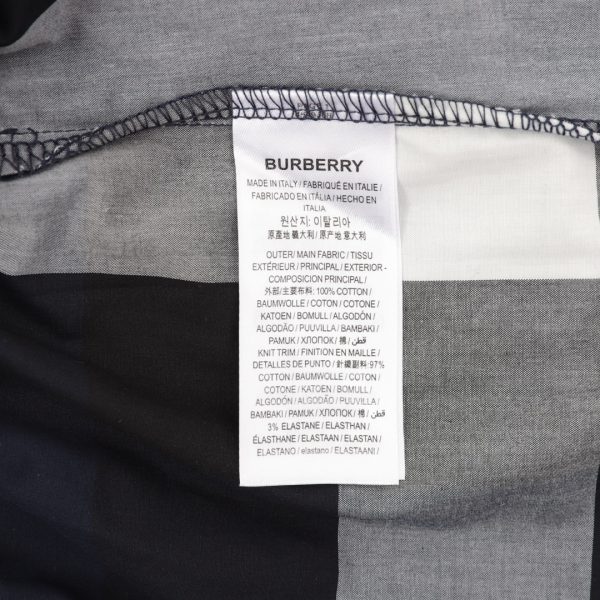 BURBERRY
MADE IN ITALY / FABRIQUÉ EN ITALIE /
FABRICADO EN ITÁLIA / HECHO EN
ITALIA
원산지: 이탈리아
原產地 義大利 / 原产地 意大利
OUTER / MAIN FABRIC / TISSU
EXTÉRIEUR / PRINCIPAL / EXTERIOR -
COMPOSICION PRINCIPAL /
外部/主要布料: 100% COTTON /
BAUMWOLLE / COTON / COTONE /
KATOEN / BOMULL / ALGODÓN /
ALGODÃO / PUUVILLA / BAMBAKI /
PAMUK / ХЛОПОК / 棉 / قطن /
KNIT TRIM / FINITION EN MAILLE /
DETALLES DE PUNTO / 針織副料: 97%
COTTON / BAUMWOLLE / COTON /
COTONE / KATOEN / BOMULL /
ALGODÓN / ALGODÃO / PUUVILLA /
BAMBAKI / PAMUK / ХЛОПОК / 棉 / قطن /
3% ELASTANE / ELASTHAN /
ÉLASTHANE / ELASTAAN / ELASTAN /
ELASTANO / elastano / ELASTAANI /